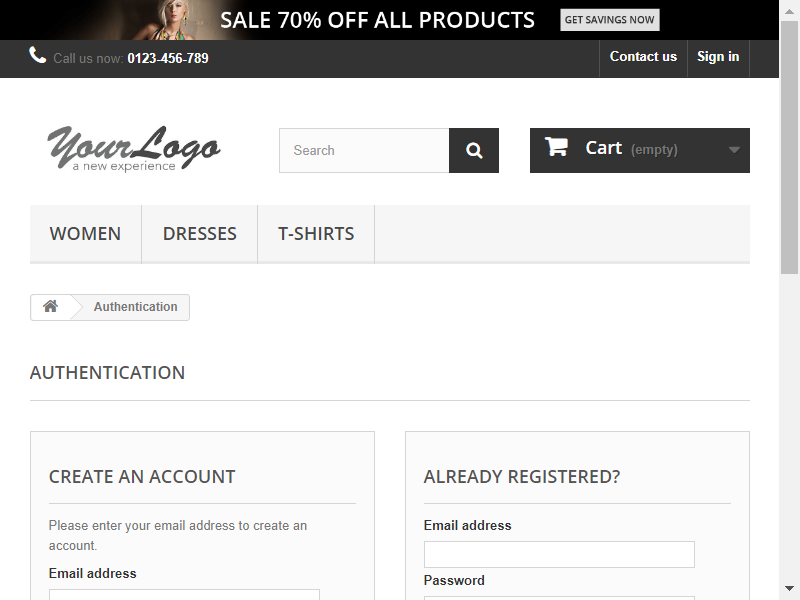 SALE 70% OFF ALL PRODUCTS GET SAVINGS NOW
Call us now: 0123-456-789 Contact us Sign in
YourLogo
a new experience
Search
Cart (empty)
WOMEN DRESSES T-SHIRTS
Authentication
AUTHENTICATION
CREATE AN ACCOUNT
Please enter your email address to create an
account.
Email address
ALREADY REGISTERED?
Email address
Password